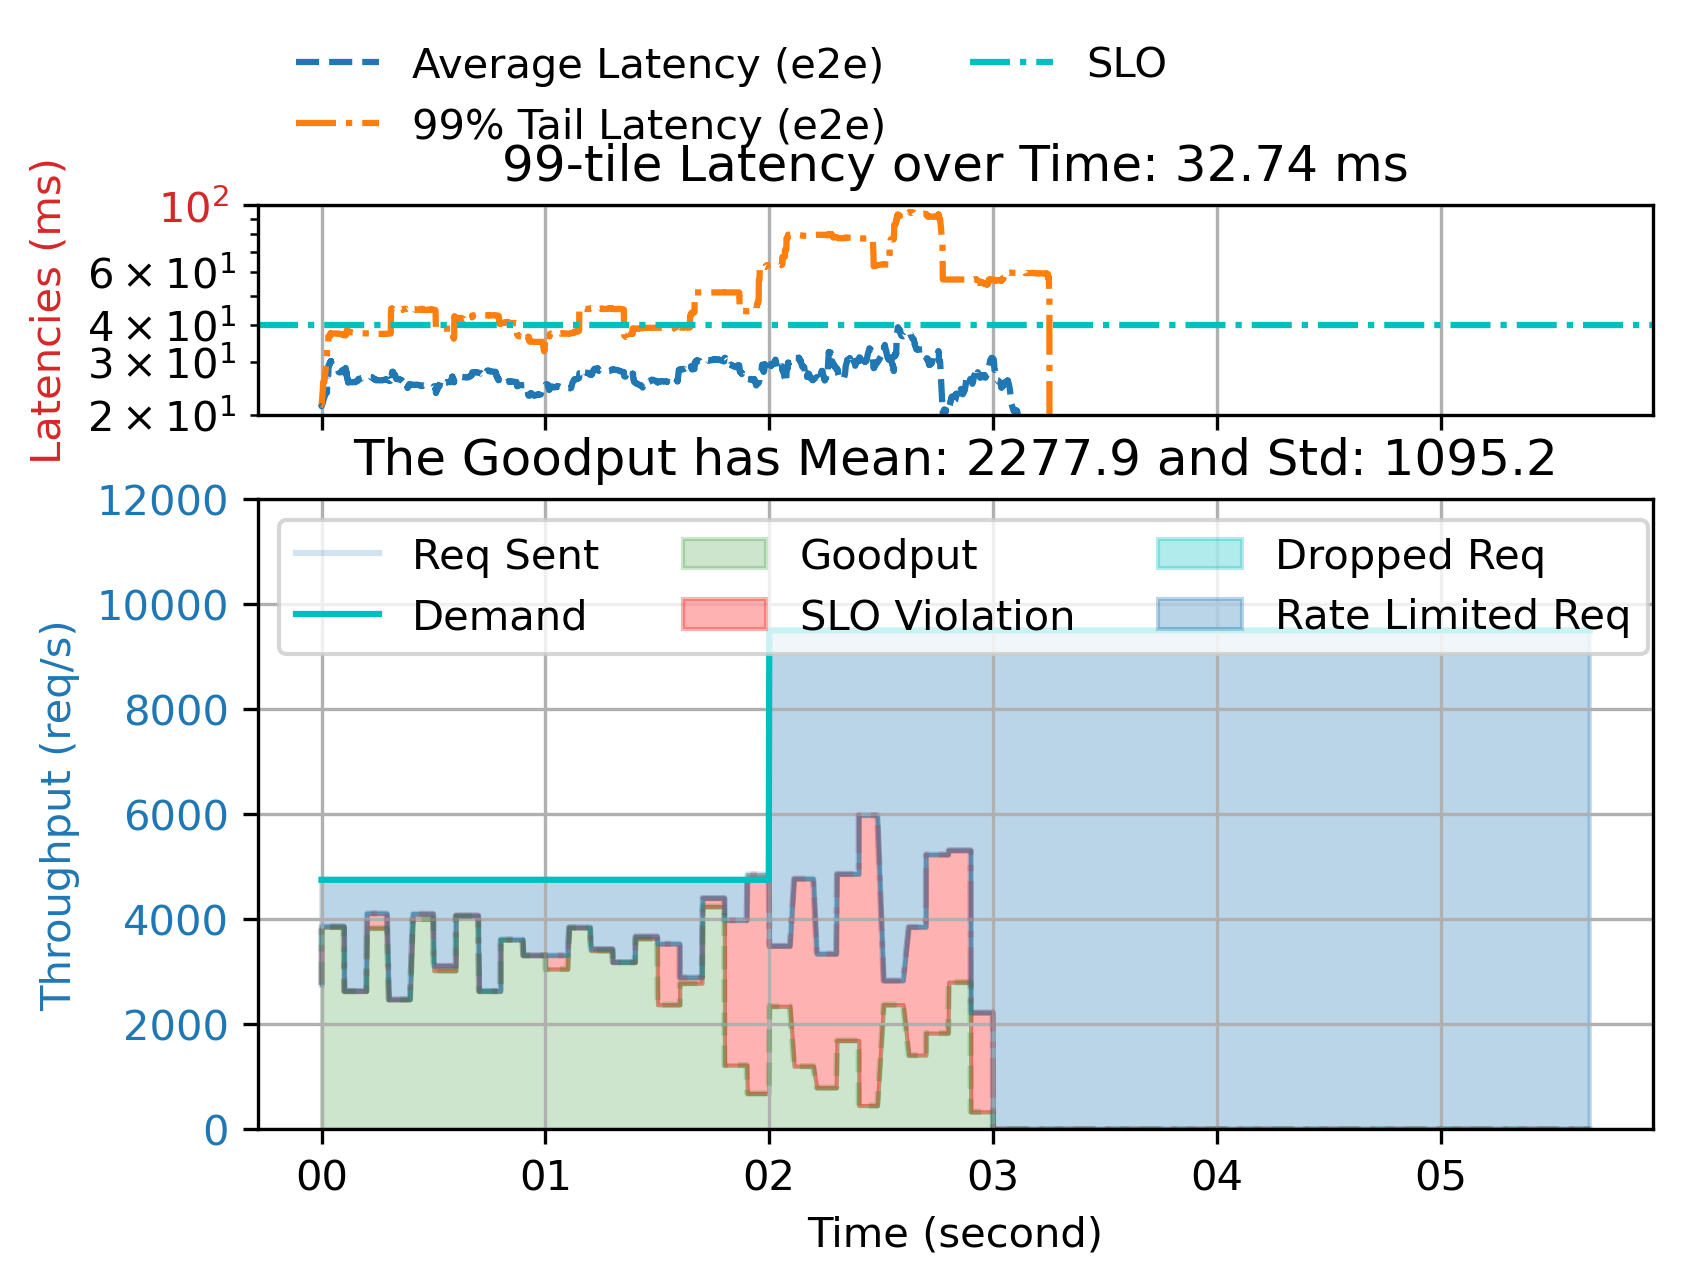 Average Latency (e2e) SLO
99% Tail Latency (e2e)
99-tile Latency over Time: 32.74 ms
Latencies (ms)
10²
6 × 10¹
4 × 10¹
3 × 10¹
2 × 10¹
The Goodput has Mean: 2277.9 and Std: 1095.2
Throughput (req/s)
12000
10000
8000
6000
4000
2000
0
Req Sent Goodput Dropped Req
Demand SLO Violation Rate Limited Req
00 01 02 03 04 05
Time (second)